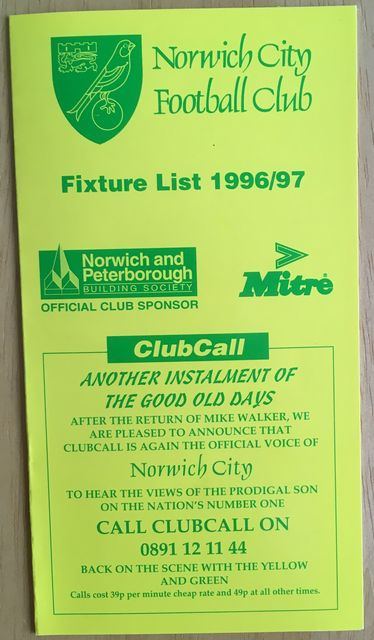 Norwich City
Football Club
Fixture List 1996/97
Norwich and
Peterborough
BUILDING SOCIETY
OFFICIAL CLUB SPONSOR
Mitre®
ClubCall
ANOTHER INSTALMENT OF
THE GOOD OLD DAYS
AFTER THE RETURN OF MIKE WALKER, WE
ARE PLEASED TO ANNOUNCE THAT
CLUBCALL IS AGAIN THE OFFICIAL VOICE OF
Norwich City
TO HEAR THE VIEWS OF THE PRODIGAL SON
ON THE NATION'S NUMBER ONE
CALL CLUBCALL ON
0891 12 11 44
BACK ON THE SCENE WITH THE YELLOW
AND GREEN
Calls cost 39p per minute cheap rate and 49p at all other times.